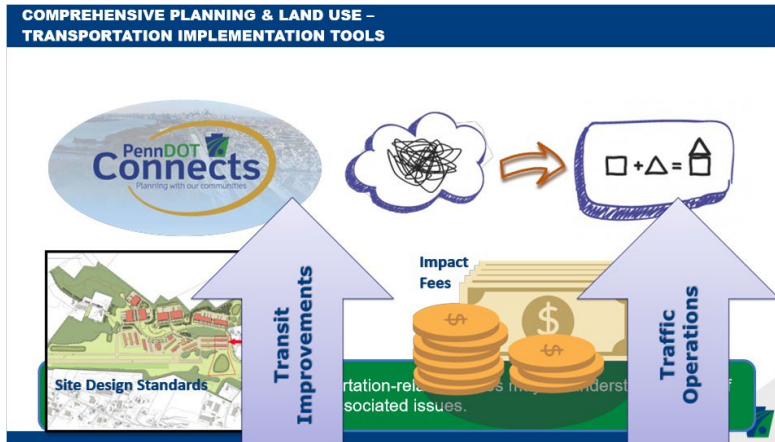 COMPREHENSIVE PLANNING & LAND USE –
TRANSPORTATION IMPLEMENTATION TOOLS
PennDOT
Connects
Planning with our communities
□ + △ =
Impact
Fees
$
Transit
Improvements
Traffic
Operations
Site Design Standards
sociated issues.